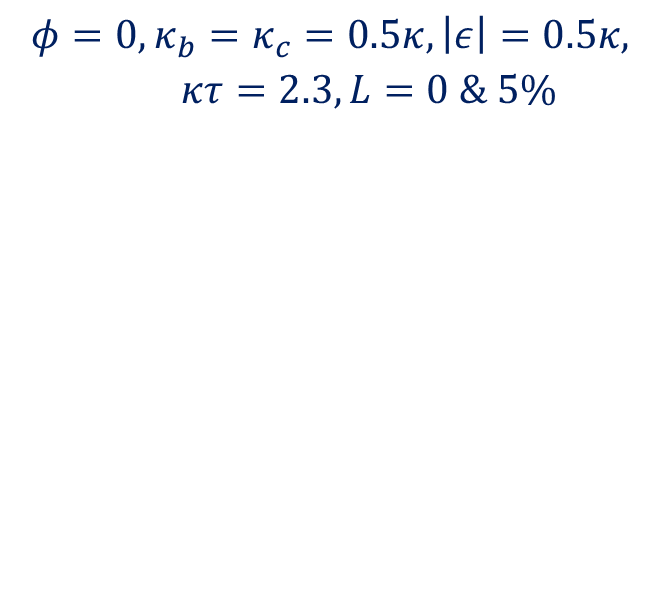 ϕ = 0, κ_b = κ_c = 0.5κ, |ϵ| = 0.5κ,
κτ = 2.3, L = 0 & 5%